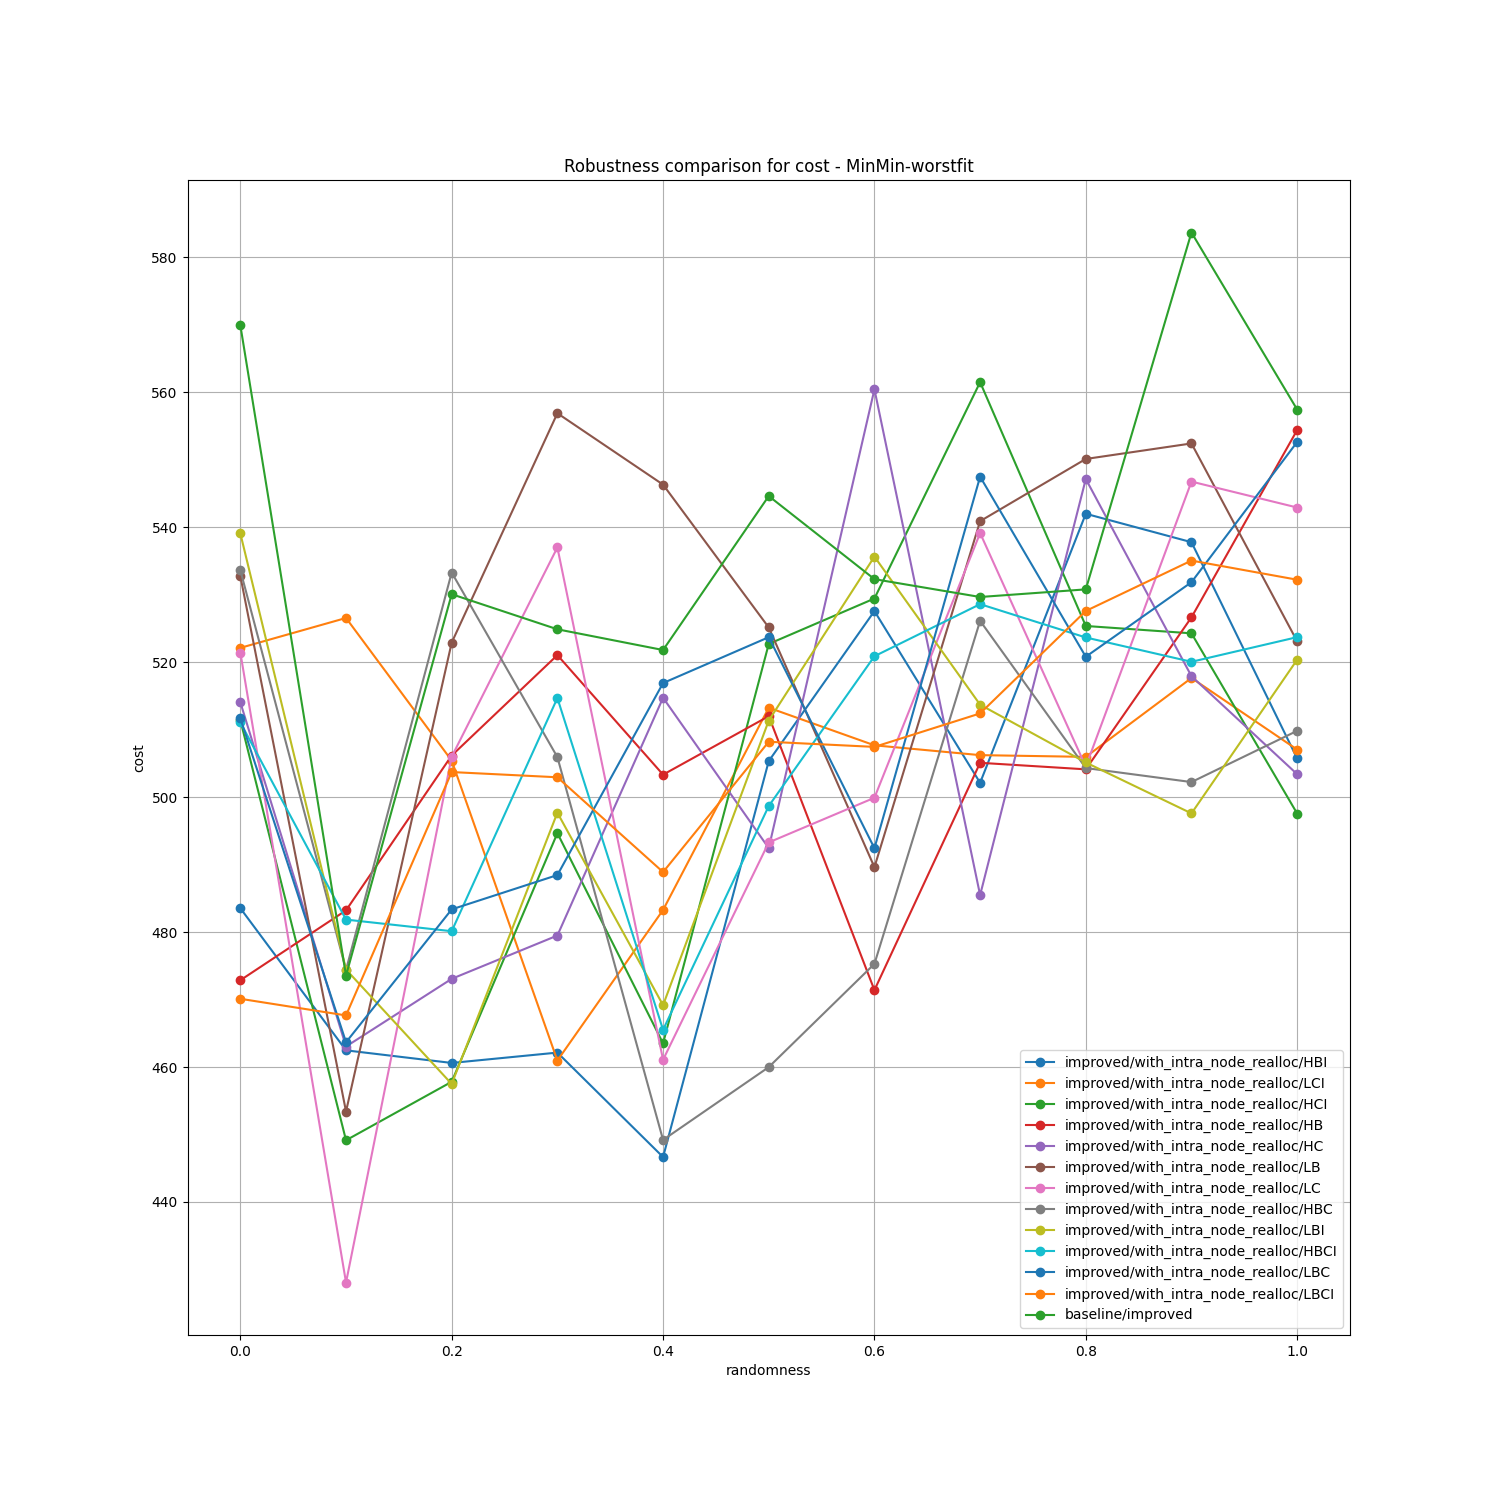 Robustness comparison for cost - MinMin-worstfit
580
560
540
520
500
480
460
440
cost
0.0 0.2 0.4 0.6 0.8 1.0
randomness
improved/with_intra_node_realloc/HBI
improved/with_intra_node_realloc/LCI
improved/with_intra_node_realloc/HCI
improved/with_intra_node_realloc/HB
improved/with_intra_node_realloc/HC
improved/with_intra_node_realloc/LB
improved/with_intra_node_realloc/LC
improved/with_intra_node_realloc/HBC
improved/with_intra_node_realloc/LBI
improved/with_intra_node_realloc/HBCI
improved/with_intra_node_realloc/LBC
improved/with_intra_node_realloc/LBCI
baseline/improved